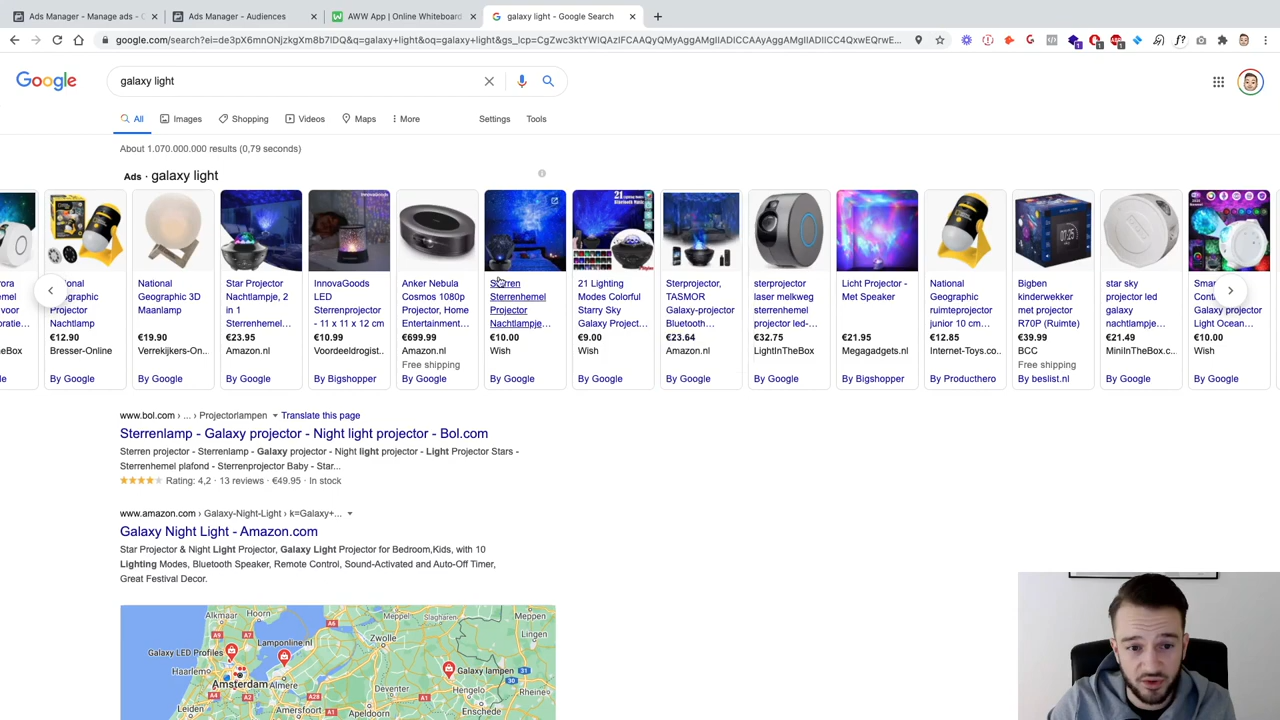 Ads Manager - Manage ads - C
Ads Manager - Audiences
AWW App | Online Whiteboard
galaxy light - Google Search
google.com/search?ei=de3pX6mnONjzkgXm8b7IDQ&q=galaxy+light&oq=galaxy+light&gs_lcp=
Google
galaxy light
All
Images
Shopping
Videos
Maps
More
Settings
Tools
About 1.070.000.000 results (0,79 seconds)
Ads · galaxy light
Projector
Nachtlamp
€12.90
Bresser-Online
By Google
National
Geographic 3D
Maanlamp
€19.90
Verrekijkers-On...
By Google
Star Projector
Nachtlampje, 2
in 1
Sterrenhemel...
€23.95
Amazon.nl
By Google
InnovaGoods
LED
Sterrenprojector
- 11 x 11 x 12 cm
€10.99
Voordeeldrogist...
By Bigshopper
Anker Nebula
Cosmos 1080p
Projector, Home
Entertainment...
€699.99
Amazon.nl
Free shipping
By Google
Sterrenhemel
Projector
Nachtlampje...
€10.00
Wish
By Google
21 Lighting
Modes Colorful
Starry Sky
Galaxy Project...
€9.00
Wish
By Google
Sterprojector,
TASMOR
Galaxy-projector
Bluetooth...
€23.64
Amazon.nl
By Google
sterprojector
laser melkweg
sterrenhemel
projector led-...
€32.75
LightInTheBox
By Google
Licht Projector -
Met Speaker
€21.95
Megagadgets.nl
By Bigshopper
National
Geographic
ruimteprojector
junior 10 cm...
€12.85
Internet-Toys.co...
By Producthero
Bigben
kinderwekker
met projector
R70P (Ruimte)
€39.99
BCC
Free shipping
By beslist.nl
star sky
projector led
galaxy
nachtlampje...
€21.49
MiniInTheBox.c...
By Google
Galaxy projector
Light Ocean...
€10.00
Wish
By Google
www.bol.com › ... › Projectorlampen
Translate this page
Sterrenlamp - Galaxy projector - Night light projector - Bol.com
Sterren projector - Sterrenlamp - Galaxy projector - Night light projector - Light Projector Stars -
Sterrenhemel plafond - Sterrenprojector Baby - Star...
Rating: 4,2 · 13 reviews · €49.95 · In stock
www.amazon.com › Galaxy-Night-Light › k=Galaxy+...
Galaxy Night Light - Amazon.com
Star Projector & Night Light Projector, Galaxy Light Projector for Bedroom,Kids, with 10
Lighting Modes, Bluetooth Speaker, Remote Control, Sound-Activated and Auto-Off Timer,
Great Festival Decor.
Alkmaar
Hoorn
Meppen
Zwolle
Lingen
Galaxy LED Profiles
Lamponline.nl
Haarlem
Amsterdam
Almere
Galaxy lampen
Deventer
Hengelo
Rheine
Leiden
Amersfoort
Apeldoorn
Enschede